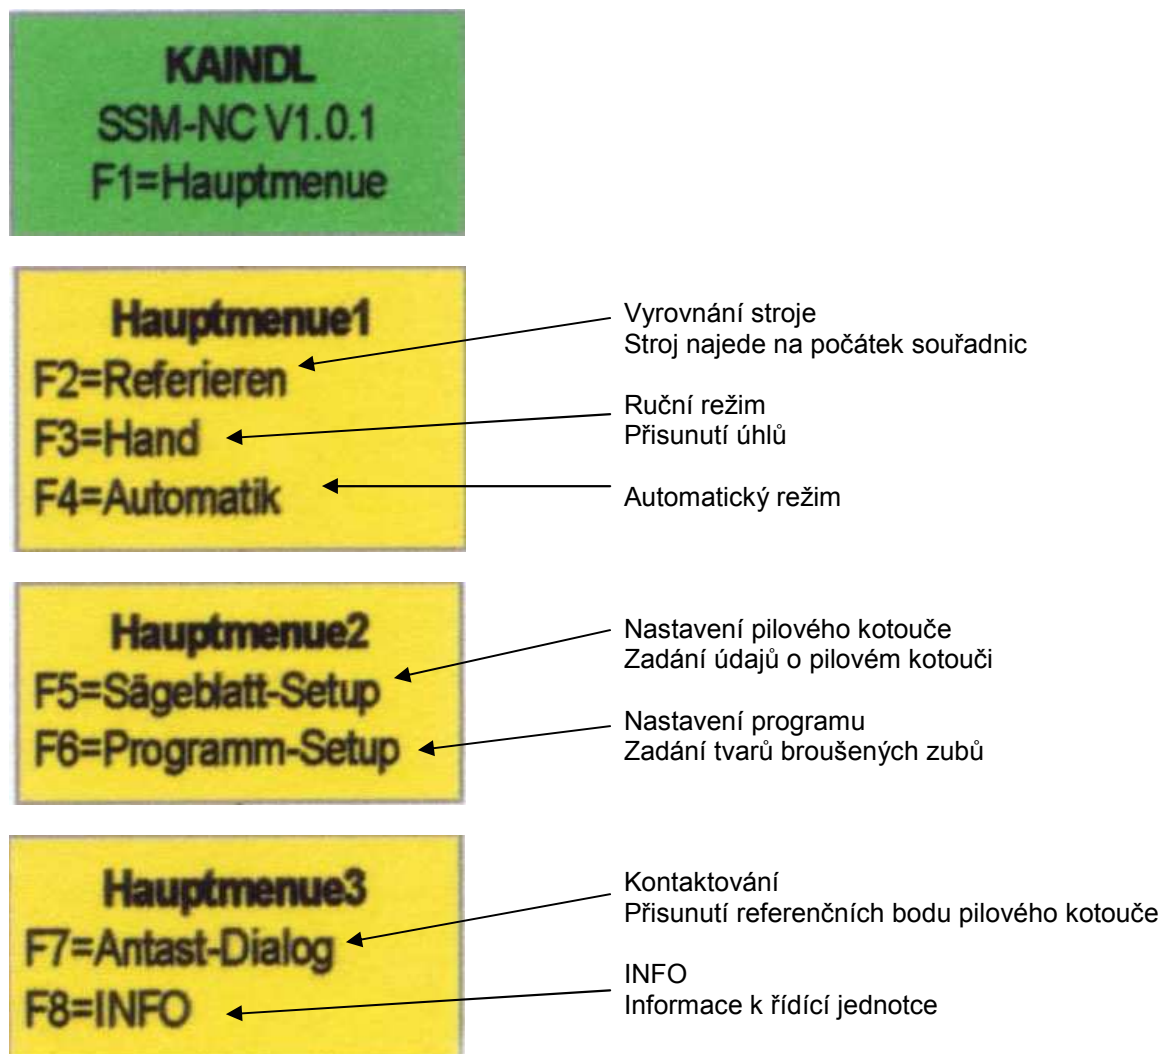 KAINDL
SSM-NC V1.0.1
F1=Hauptmenue
Hauptmenue1
F2=Referieren
F3=Hand
F4=Automatik
Vyrovnání stroje
Stroj najede na počátek souřadnic
Ruční režim
Přisunutí úhlů
Automatický režim
Hauptmenue2
F5=Sägeblatt-Setup
F6=Programm-Setup
Nastavení pilového kotouče
Zadání údajů o pilovém kotouči
Nastavení programu
Zadání tvarů broušených zubů
Hauptmenue3
F7=Antast-Dialog
F8=INFO
Kontaktování
Přisunutí referenčních bodu pilového kotouče
INFO
Informace k řídící jednotce